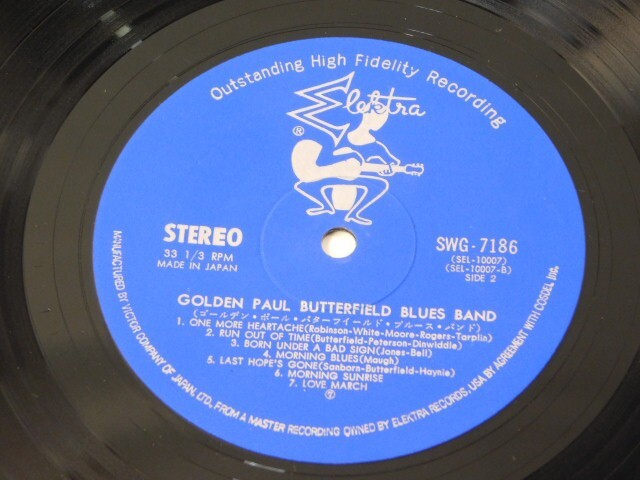 Outstanding High Fidelity Recording
Elektra
®
STEREO
33 1/3 RPM
MADE IN JAPAN
SWG-7186
(SEL-10007)
(SEL-10007-B)
SIDE 2
GOLDEN PAUL BUTTERFIELD BLUES BAND
(ゴールデン・ポール・バターフィールド・ブルース・バンド)
1. ONE MORE HEARTACHE(Robinson-White-Moore-Rogers-Tarplin)
2. RUN OUT OF TIME(Butterfield-Peterson-Dinwiddie)
3. BORN UNDER A BAD SIGN(Jones-Bell)
4. MORNING BLUES(Maugh)
5. LAST HOPE'S GONE(Sanborn-Butterfield-Haynie)
6. MORNING SUNRISE
7. LOVE MARCH
MANUFACTURED BY VICTOR COMPANY OF JAPAN, LTD., FROM A MASTER RECORDING OWNED BY ELEKTRA RECORDS, USA BY AGREEMENT WITH COSDEL Inc.